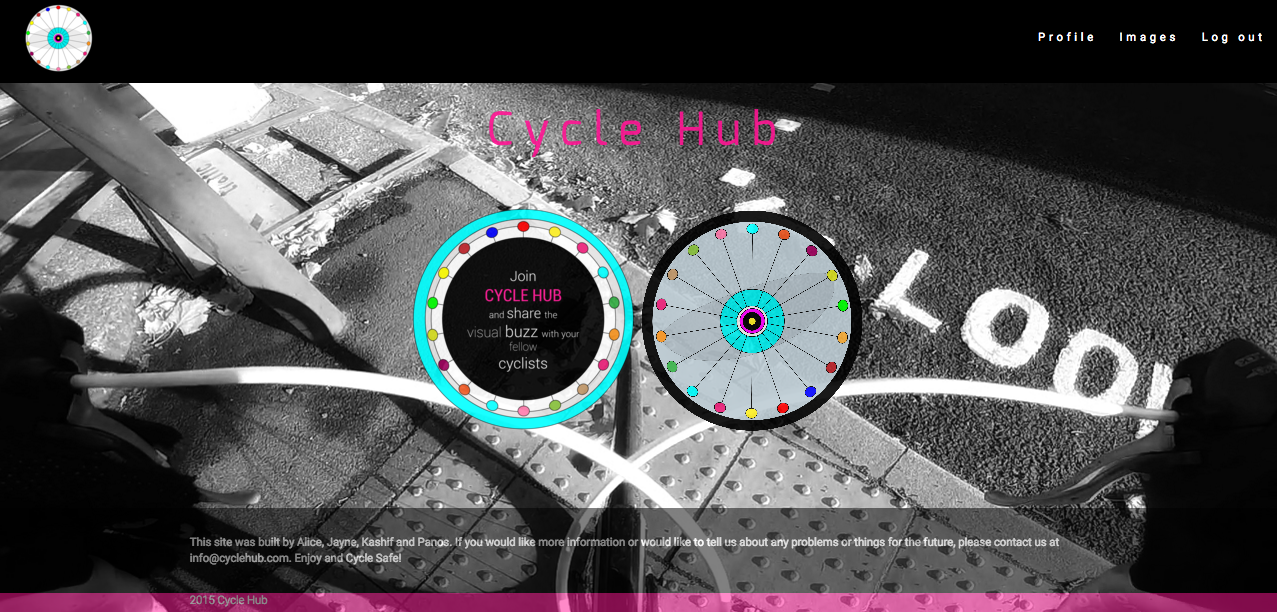 Profile Images Log out
Cycle Hub
Join
CYCLE HUB
and share the
visual buzz with your
fellow
cyclists
This site was built by Alice, Jayne, Kashif and Panos. If you would like more information or would like to tell us about any problems or things for the future, please contact us at
info@cyclehub.com. Enjoy and Cycle Safe!
2015 Cycle Hub